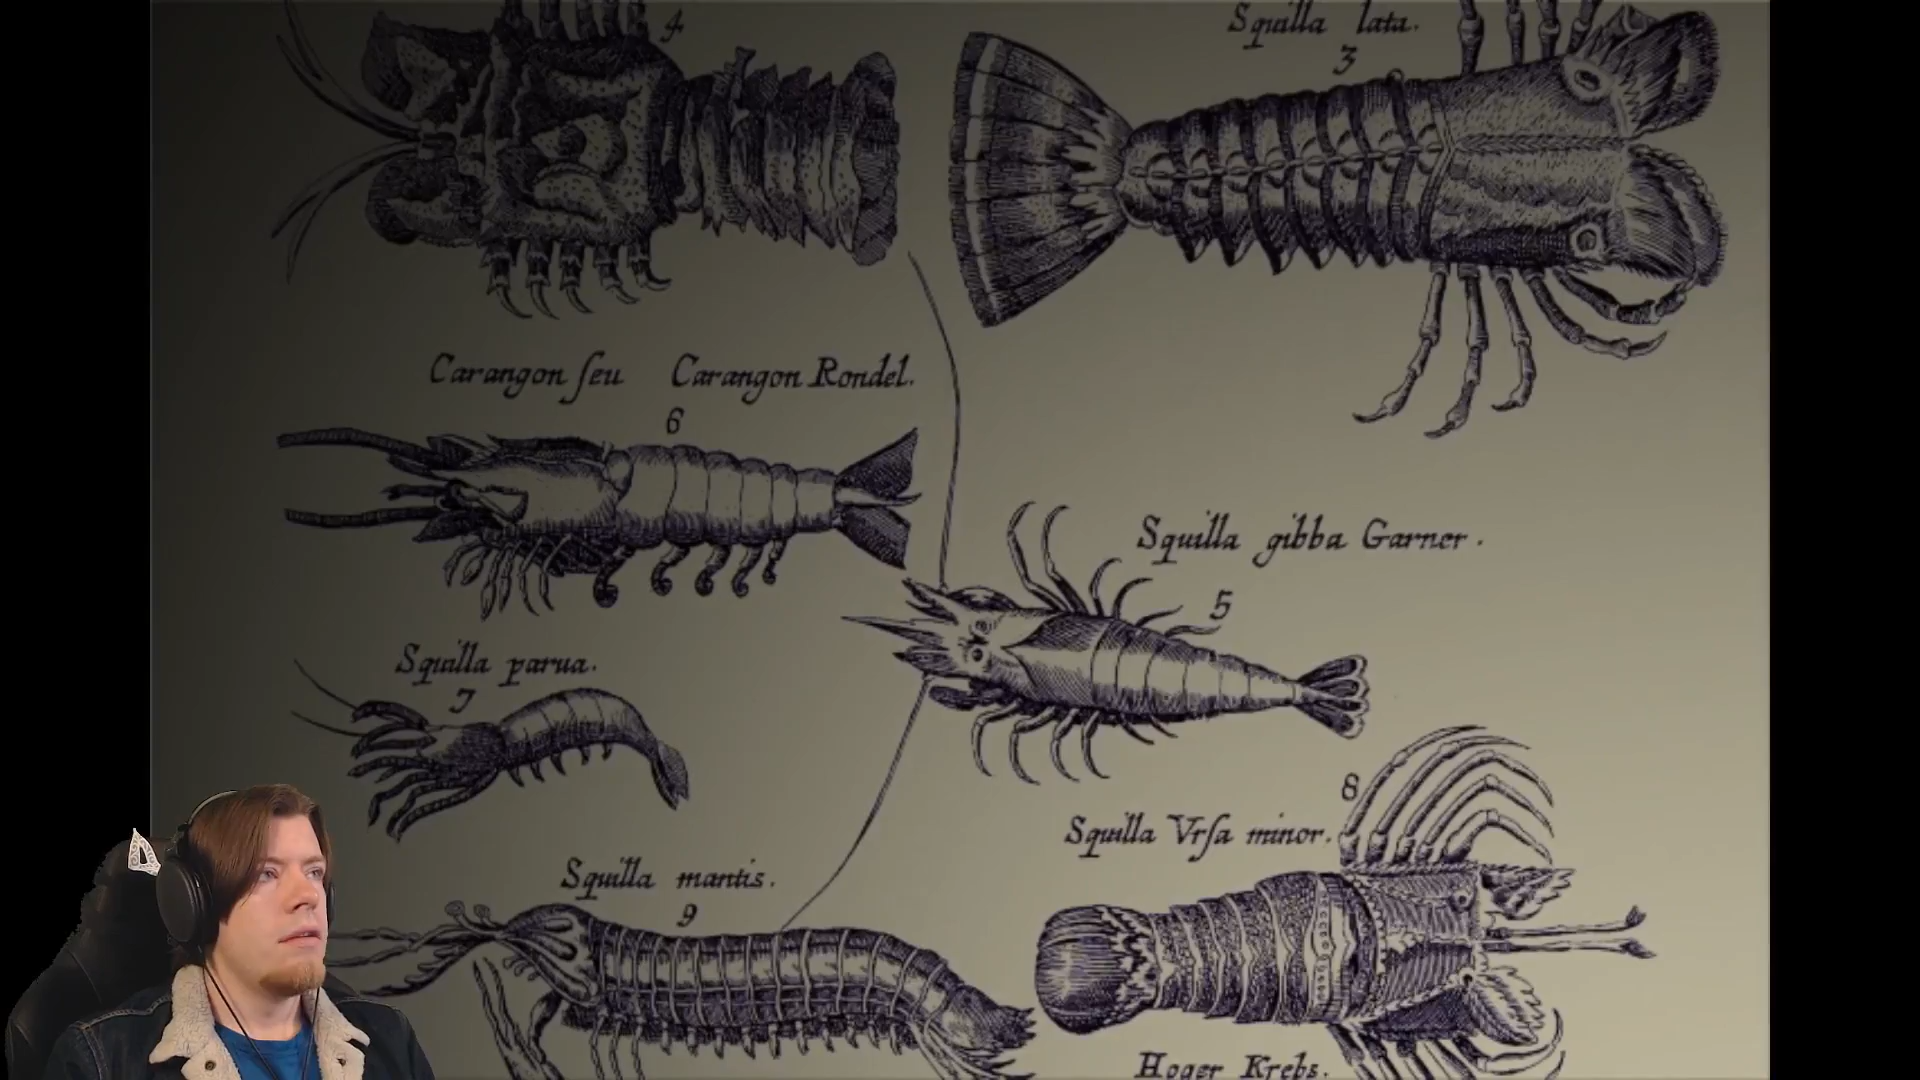 Squilla lata.
4
3
Carangon ſeu Carangon Rondel.
6
Squilla gibba Garner.
5
Squilla parua.
7
8
Squilla Vrſa minor.
Squilla mantis.
9
Hoger Krebs.